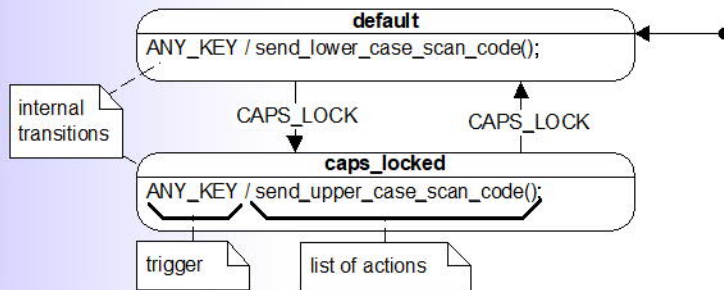 default
ANY_KEY / send_lower_case_scan_code();
internal
transitions
CAPS_LOCK
CAPS_LOCK
caps_locked
ANY_KEY / send_upper_case_scan_code();
trigger
list of actions